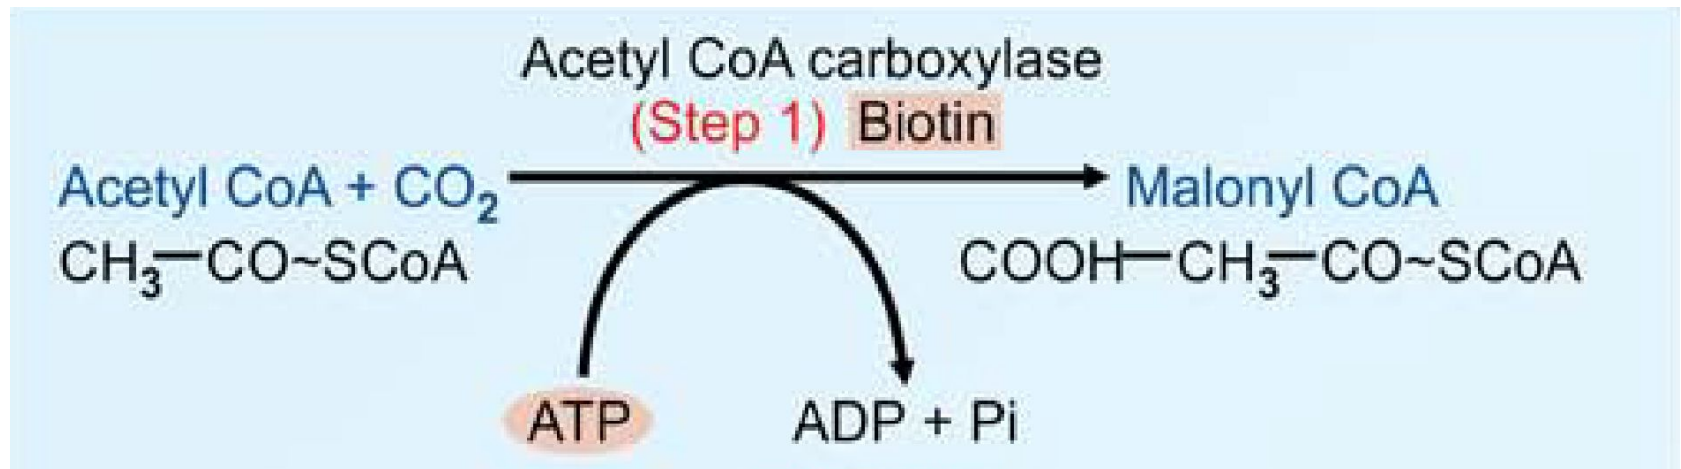 Acetyl CoA carboxylase
(Step 1) Biotin
Acetyl CoA + CO₂ Malonyl CoA
CH₃—CO~SCoA COOH—CH₃—CO~SCoA
ATP ADP + Pi